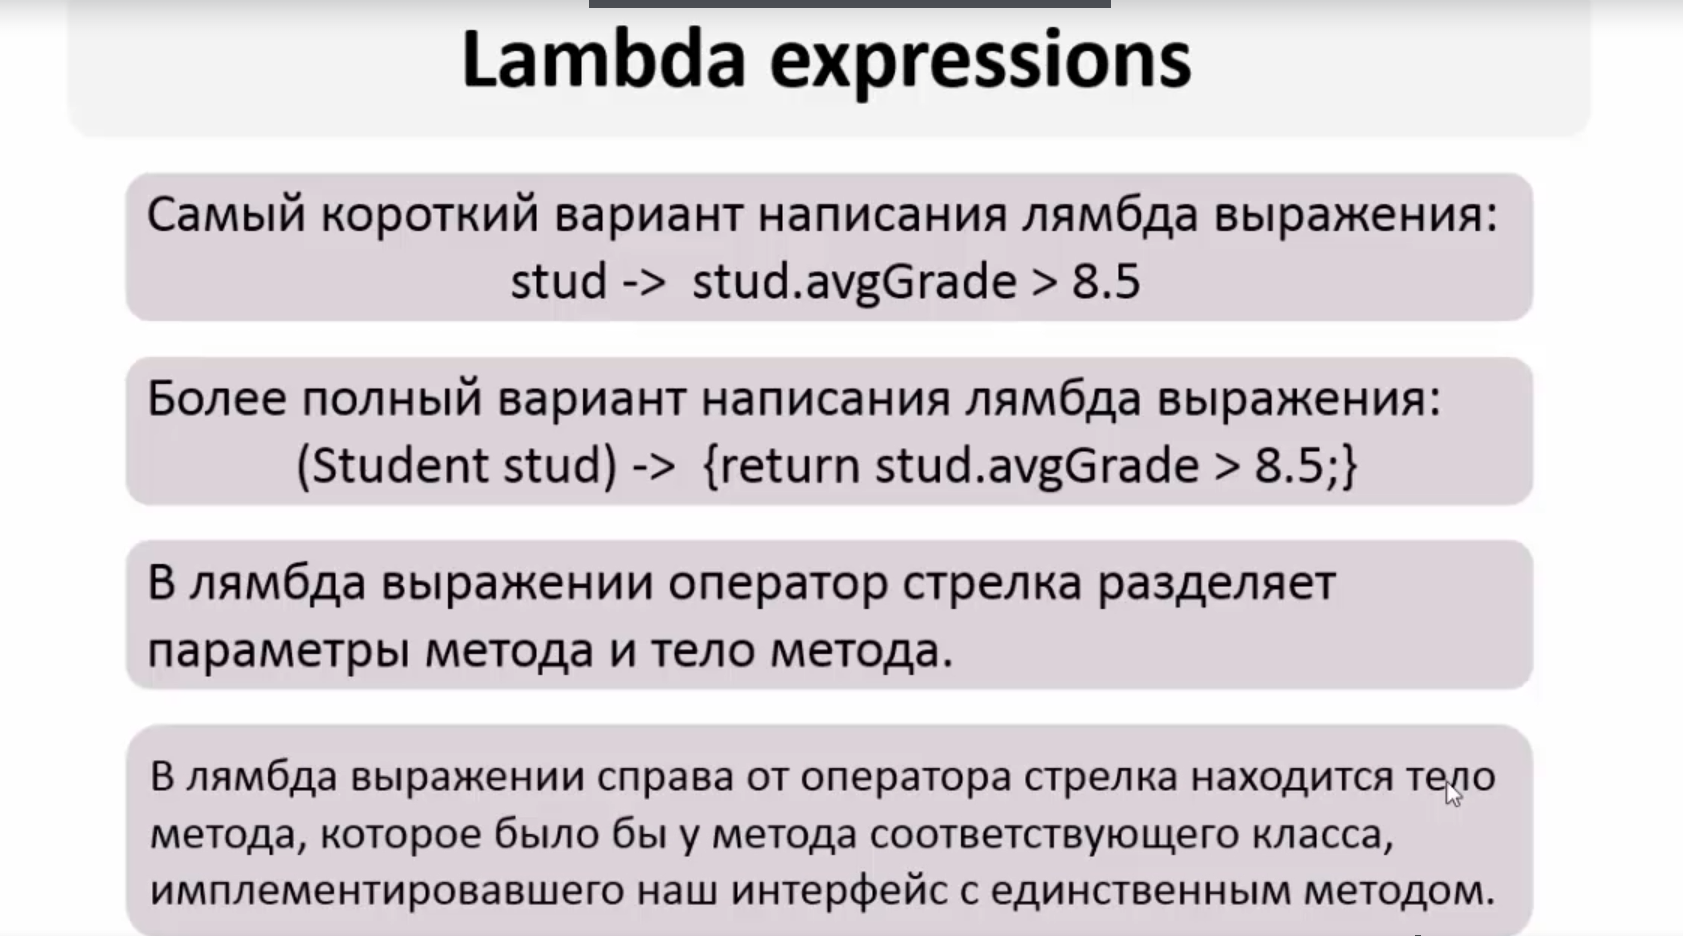 Lambda expressions
Самый короткий вариант написания лямбда выражения:
stud -> stud.avgGrade > 8.5
Более полный вариант написания лямбда выражения:
(Student stud) -> {return stud.avgGrade > 8.5;}
В лямбда выражении оператор стрелка разделяет
параметры метода и тело метода.
В лямбда выражении справа от оператора стрелка находится тело
метода, которое было бы у метода соответствующего класса,
имплементировавшего наш интерфейс с единственным методом.